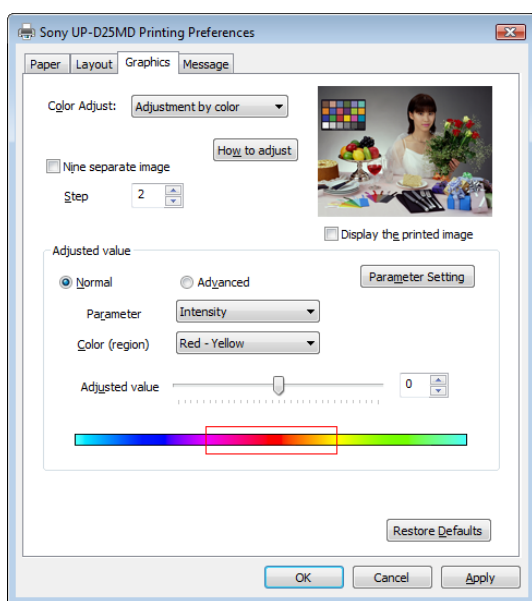 Sony UP-D25MD Printing Preferences
Paper Layout Graphics Message
Color Adjust: Adjustment by color
How to adjust
Nine separate image
Step 2
Display the printed image
Adjusted value
Normal Advanced Parameter Setting
Parameter Intensity
Color (region) Red - Yellow
Adjusted value 0
Restore Defaults
OK Cancel Apply